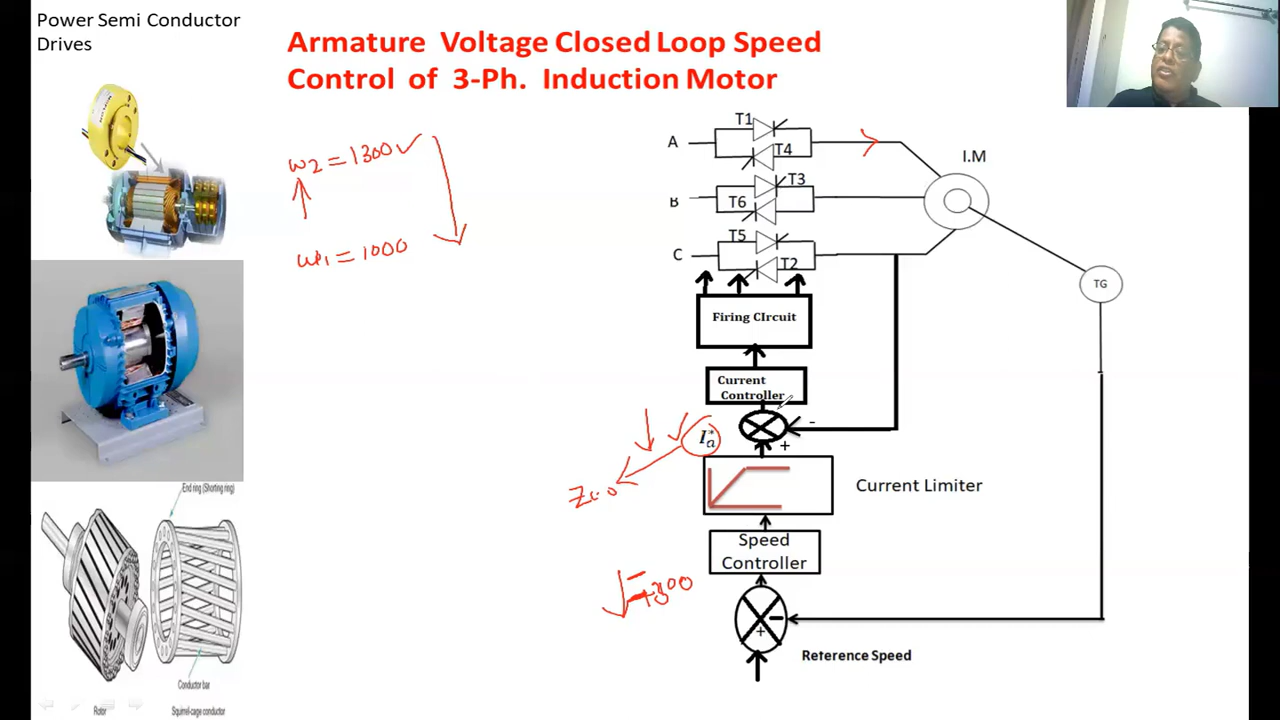 Power Semi Conductor
Drives
Armature Voltage Closed Loop Speed
Control of 3-Ph. Induction Motor
ω2 = 1300
ω1 = 1000
A
T1
T4
B
T3
T6
C
T5
T2
I.M
TG
Firing CIrcuit
Current
Controller
-
+
Ia*
Zero
Current Limiter
Speed
Controller
-
+
Reterence Speed
End ring (Shorting ring)
Conductor bar
Rotor
Squirrel-cage conductor